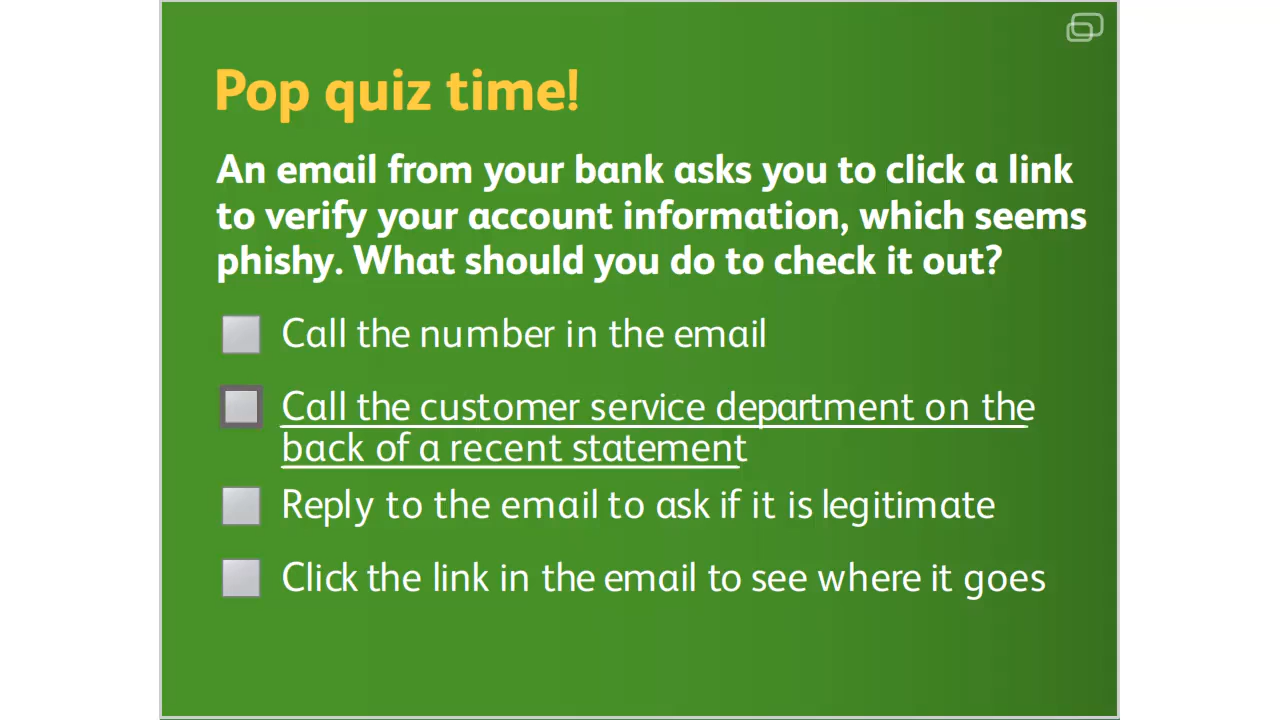 Pop quiz time!
An email from your bank asks you to click a link
to verify your account information, which seems
phishy. What should you do to check it out?
Call the number in the email
Call the customer service department on the
back of a recent statement
Reply to the email to ask if it is legitimate
Click the link in the email to see where it goes